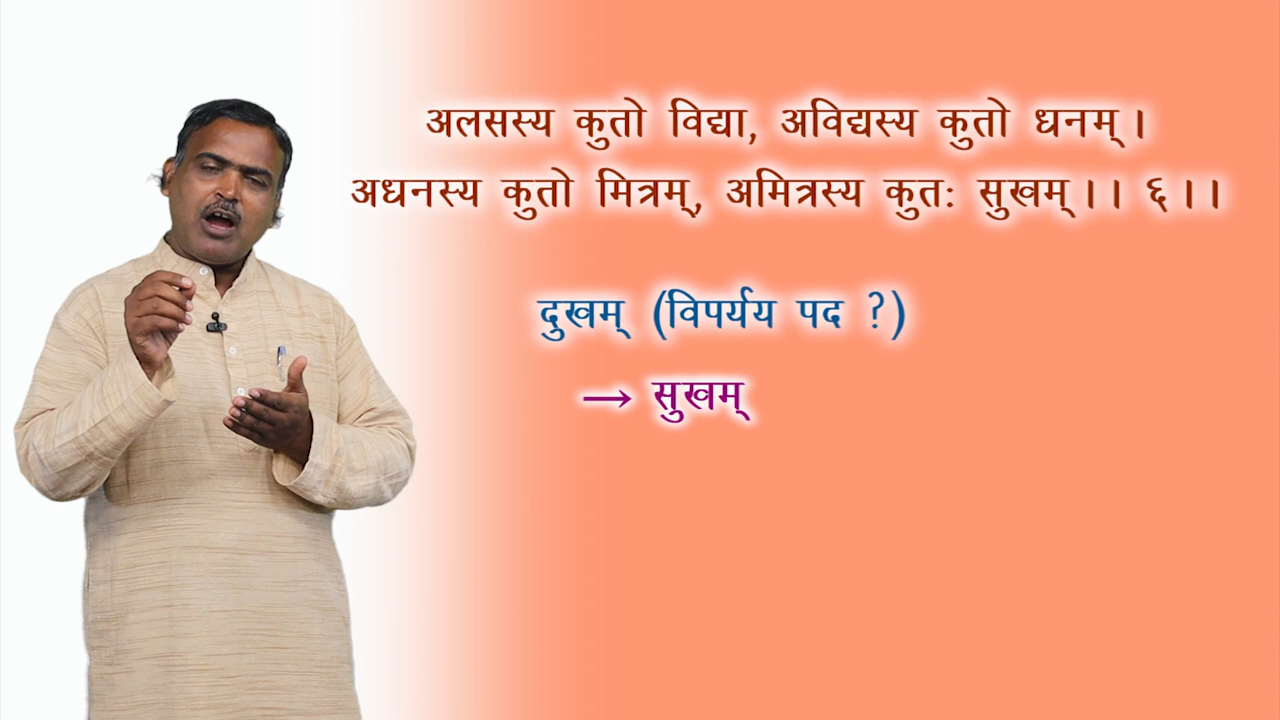 अलसस्य कुतो विद्या, अविद्यस्य कुतो धनम् ।
अधनस्य कुतो मित्रम्, अमित्रस्य कुतः सुखम् ।। ६ ।।
दुखम् (विपर्यय पद ?)
→ सुखम्